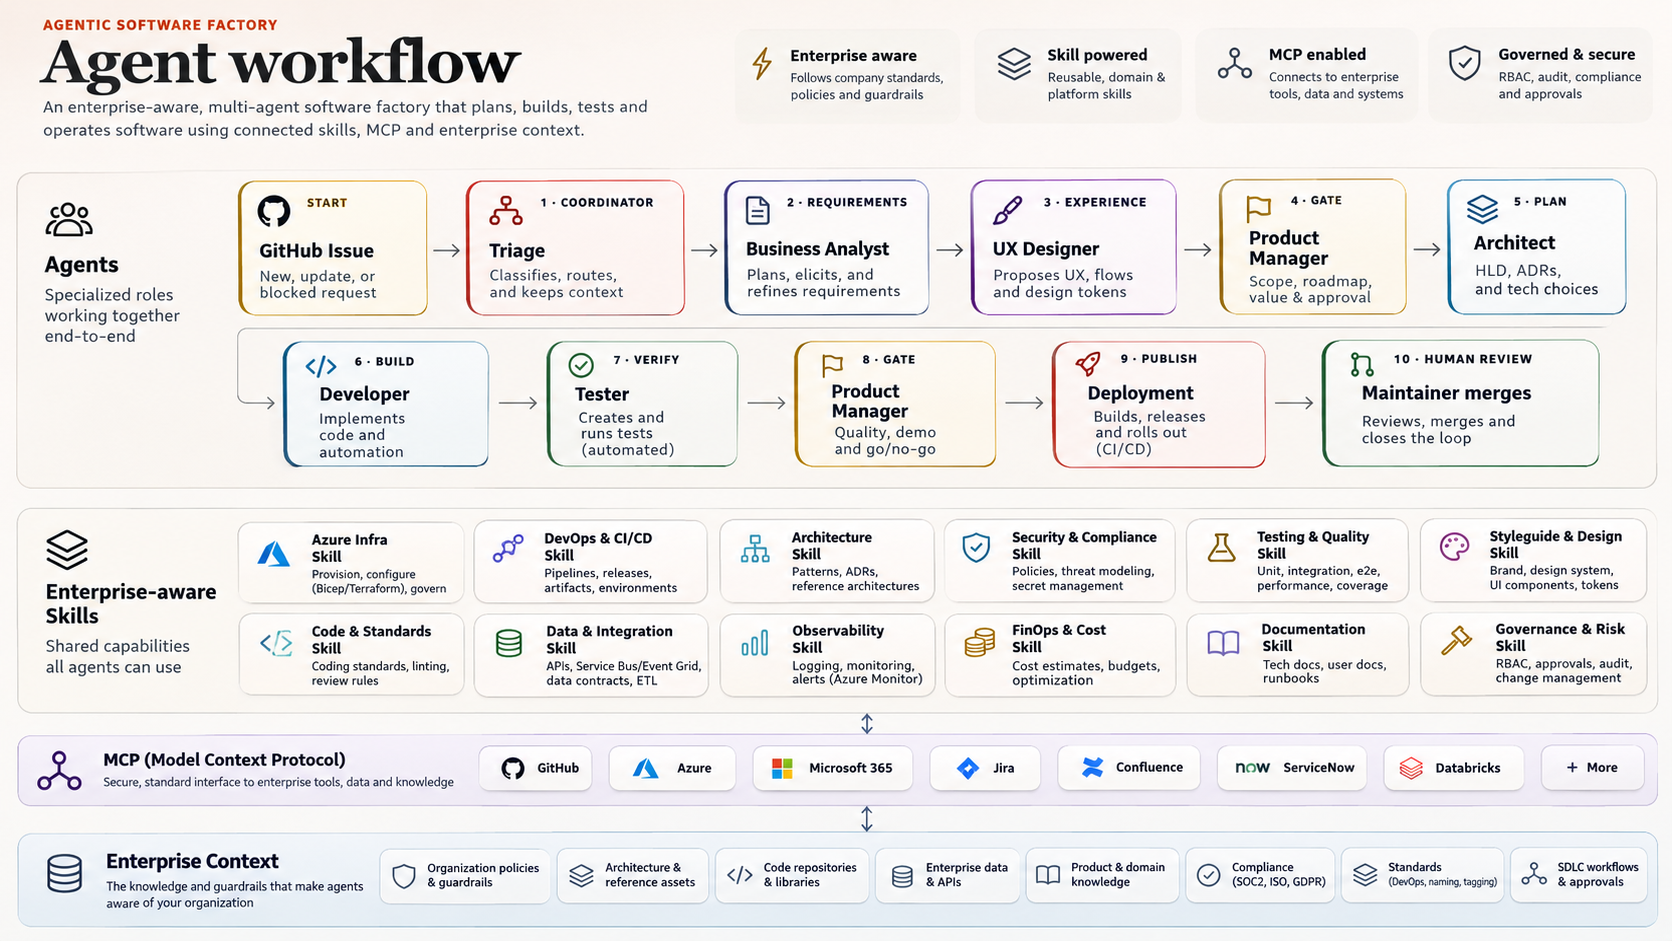 AGENTIC SOFTWARE FACTORY
Agent workflow
An enterprise-aware, multi-agent software factory that plans, builds, tests and
operates software using connected skills, MCP and enterprise context.
Enterprise aware
Follows company standards,
policies and guardrails
Skill powered
Reusable, domain &
platform skills
MCP enabled
Connects to enterprise
tools, data and systems
Governed & secure
RBAC, audit, compliance
and approvals
Agents
Specialized roles
working together
end-to-end
START
GitHub Issue
New, update, or
blocked request
1 · COORDINATOR
Triage
Classifies, routes,
and keeps context
2 · REQUIREMENTS
Business Analyst
Plans, elicits, and
refines requirements
3 · EXPERIENCE
UX Designer
Proposes UX, flows
and design tokens
4 · GATE
Product
Manager
Scope, roadmap,
value & approval
5 · PLAN
Architect
HLD, ADRs,
and tech choices
6 · BUILD
Developer
Implements
code and
automation
7 · VERIFY
Tester
Creates and
runs tests
(automated)
8 · GATE
Product
Manager
Quality, demo
and go/no-go
9 · PUBLISH
Deployment
Builds, releases
and rolls out
(CI/CD)
10 · HUMAN REVIEW
Maintainer merges
Reviews, merges and
closes the loop
Enterprise-aware
Skills
Shared capabilities
all agents can use
Azure Infra
Skill
Provision, configure
(Bicep/Terraform), govern
DevOps & CI/CD
Skill
Pipelines, releases,
artifacts, environments
Architecture
Skill
Patterns, ADRs,
reference architectures
Security & Compliance
Skill
Policies, threat modeling,
secret management
Testing & Quality
Skill
Unit, integration, e2e,
performance, coverage
Styleguide & Design
Skill
Brand, design system,
UI components, tokens
Code & Standards
Skill
Coding standards, linting,
review rules
Data & Integration
Skill
APIs, Service Bus/Event Grid,
data contracts, ETL
Observability
Skill
Logging, monitoring,
alerts (Azure Monitor)
FinOps & Cost
Skill
Cost estimates, budgets,
optimization
Documentation
Skill
Tech docs, user docs,
runbooks
Governance & Risk
Skill
RBAC, approvals, audit,
change management
MCP (Model Context Protocol)
Secure, standard interface to enterprise tools, data and knowledge
GitHub
Azure
Microsoft 365
Jira
Confluence
now ServiceNow
Databricks
+ More
Enterprise Context
The knowledge and guardrails that make agents
aware of your organization
Organization policies
& guardrails
Architecture &
reference assets
Code repositories
& libraries
Enterprise data
& APIs
Product & domain
knowledge
Compliance
(SOC2, ISO, GDPR)
Standards
(DevOps, naming, tagging)
SDLC workflows
& approvals